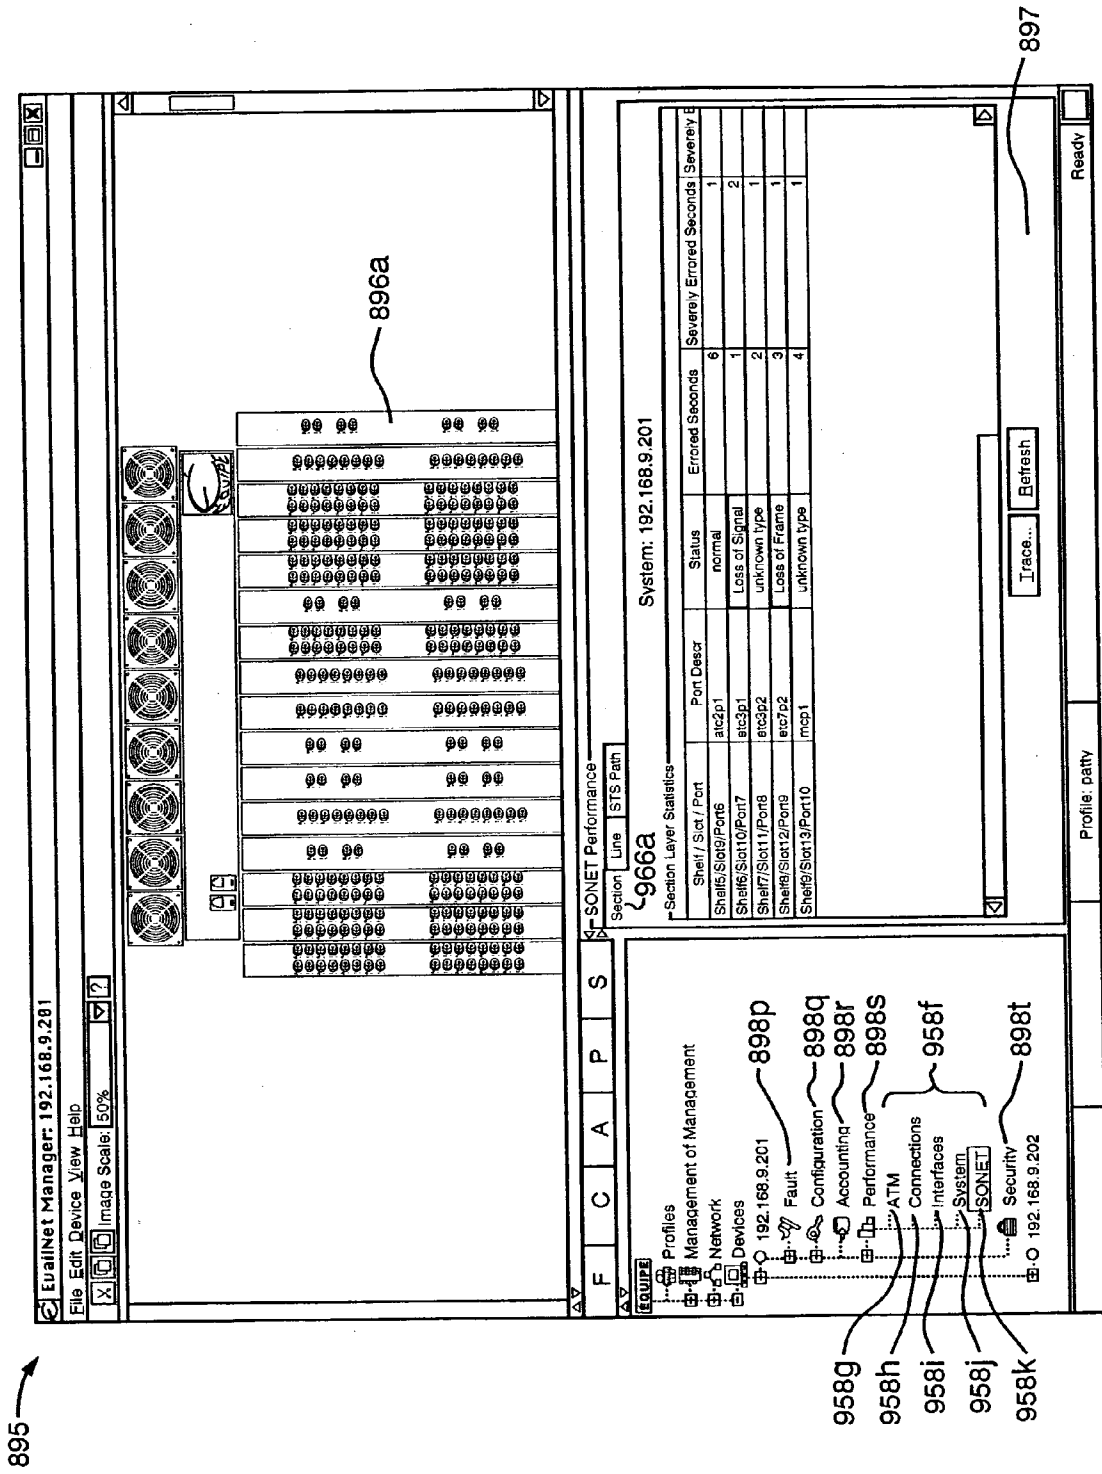 895
EvailNet Manager: 192.168.9.201
File Edit Device View Help
Image Scale: 50% ?
896a
F C A P S
EQUIPE
Profiles
Management of Management
Network
Devices
192.168.9.201
Fault
Configuration
Accounting
Performance
ATM
Connections
Interfaces
System
SONET
Security
192.168.9.202
898p
898q
898r
898s
958f
898t
958g
958h
958i
958j
958k
SONET Performance
Section Line STS Path
966a
System: 192.168.9.201
Section Layer Statistics
Shelf / Slot / Port Port Descr Status Errored Seconds Severely Errored Seconds Severely E
Shelf5/Slot9/Port6 atc2p1 normal 6 1
Shelf6/Slot10/Port7 etc3p1 Loss of Signal 1 2
Shelf7/Slot11/Port8 etc3p2 unknown type 2 1
Shelf8/Slot12/Port9 etc7p2 Loss of Frame 3 1
Shelf9/Slot13/Port10 mcp1 unknown type 4 1
Trace... Refresh
897
Profile: patty
Ready